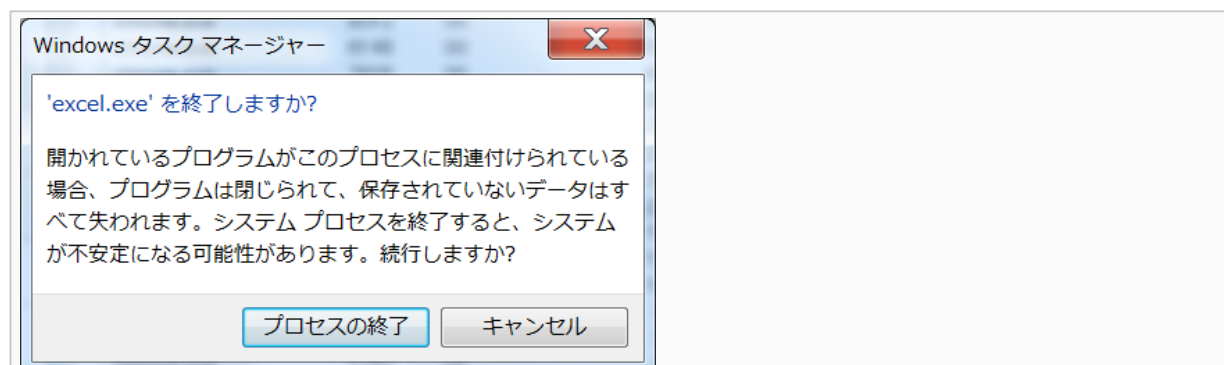 Windows タスク マネージャー
'excel.exe' を終了しますか?
開かれているプログラムがこのプロセスに関連付けられている
場合、プログラムは閉じられて、保存されていないデータはす
べて失われます。システム プロセスを終了すると、システム
が不安定になる可能性があります。続行しますか?
プロセスの終了
キャンセル